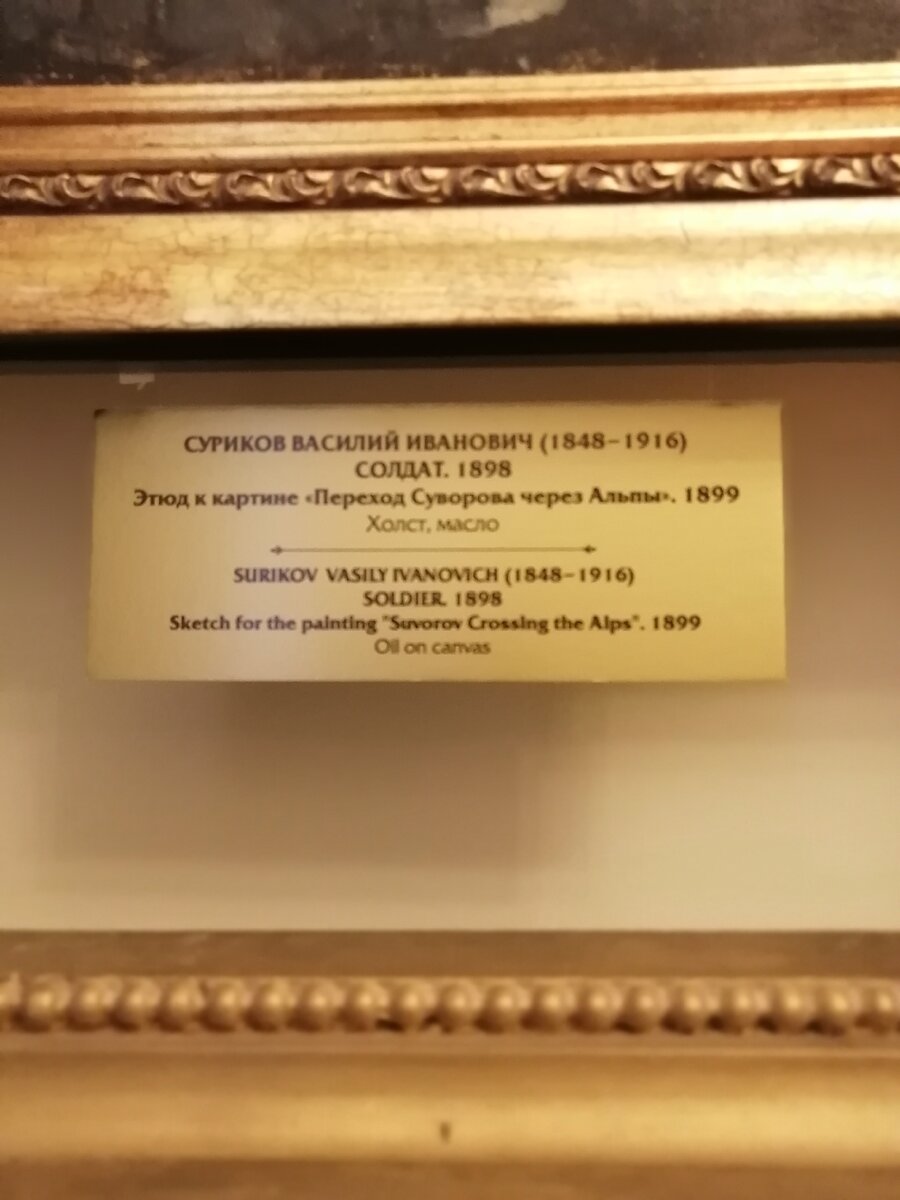 СУРИКОВ ВАСИЛИЙ ИВАНОВИЧ (1848–1916)
СОЛДАТ. 1898
Этюд к картине «Переход Суворова через Альпы». 1899
Холст, масло
SURIKOV VASILY IVANOVICH (1848–1916)
SOLDIER. 1898
Sketch for the painting "Suvorov Crossing the Alps". 1899
Oil on canvas